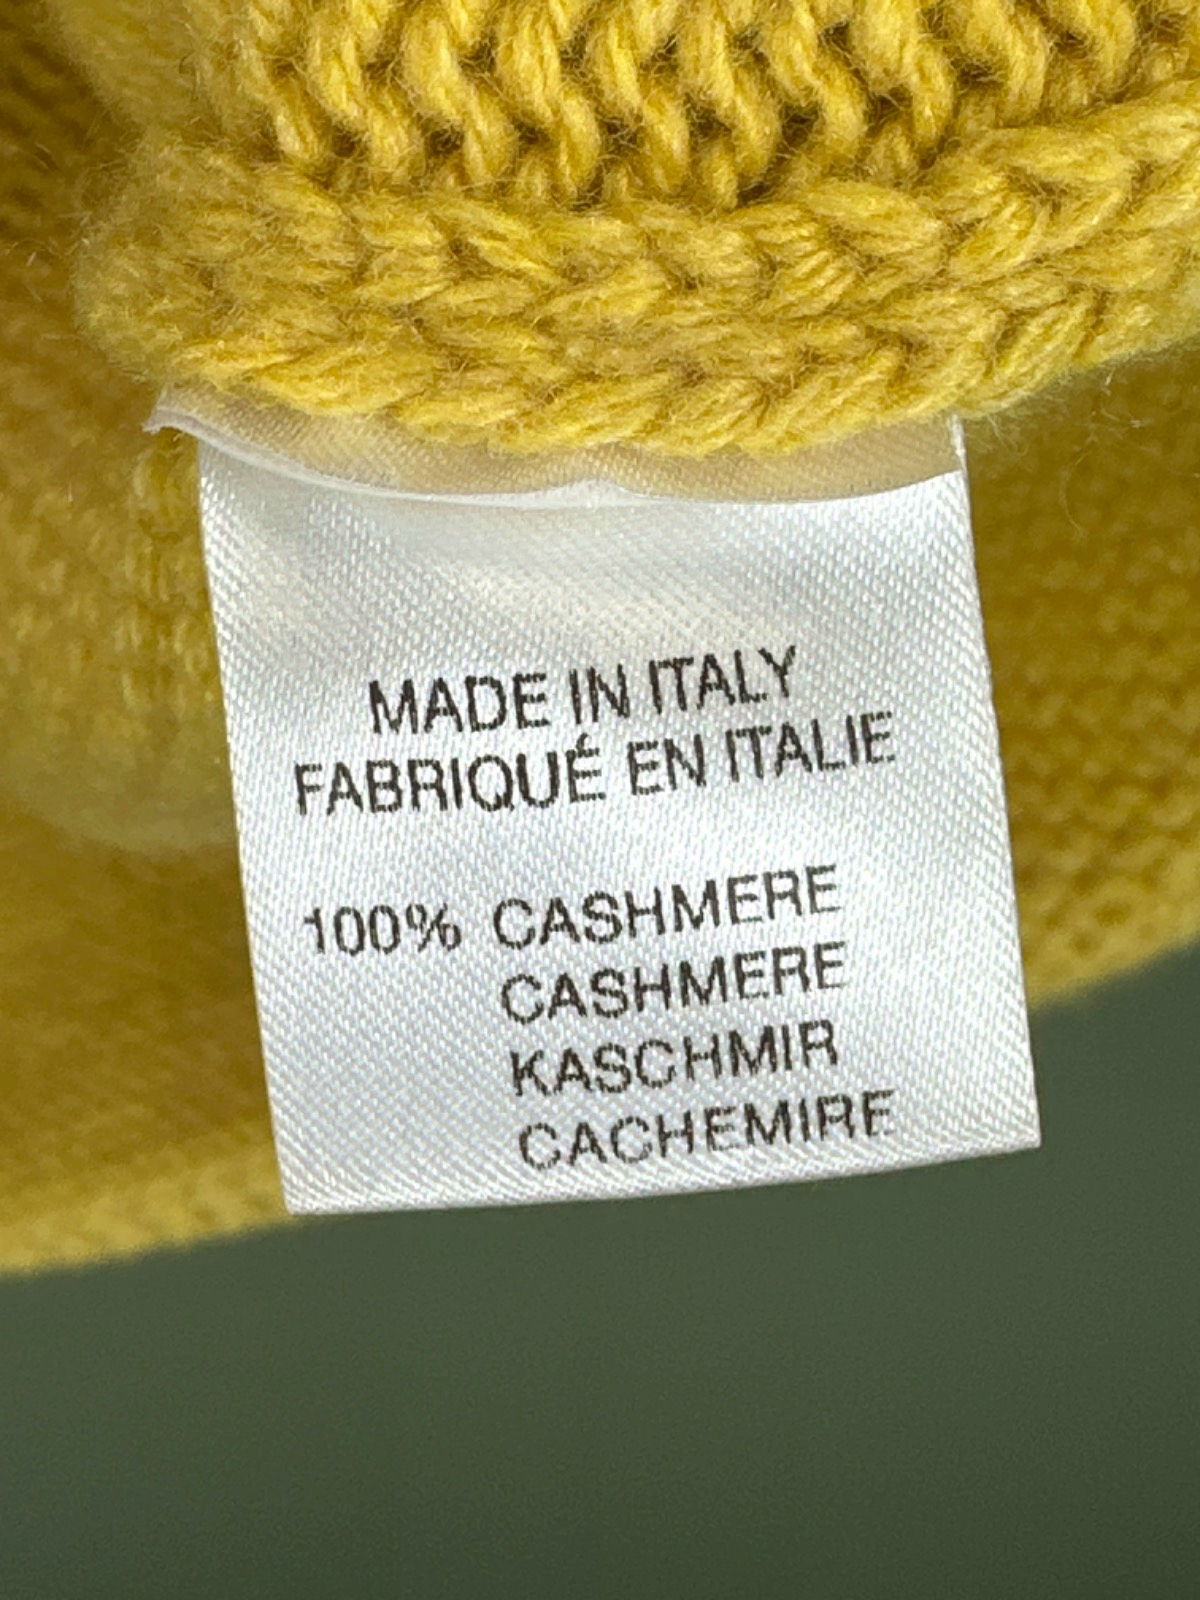 MADE IN ITALY
FABRIQUÉ EN ITALIE
100% CASHMERE
CASHMERE
KASCHMIR
CACHEMIRE